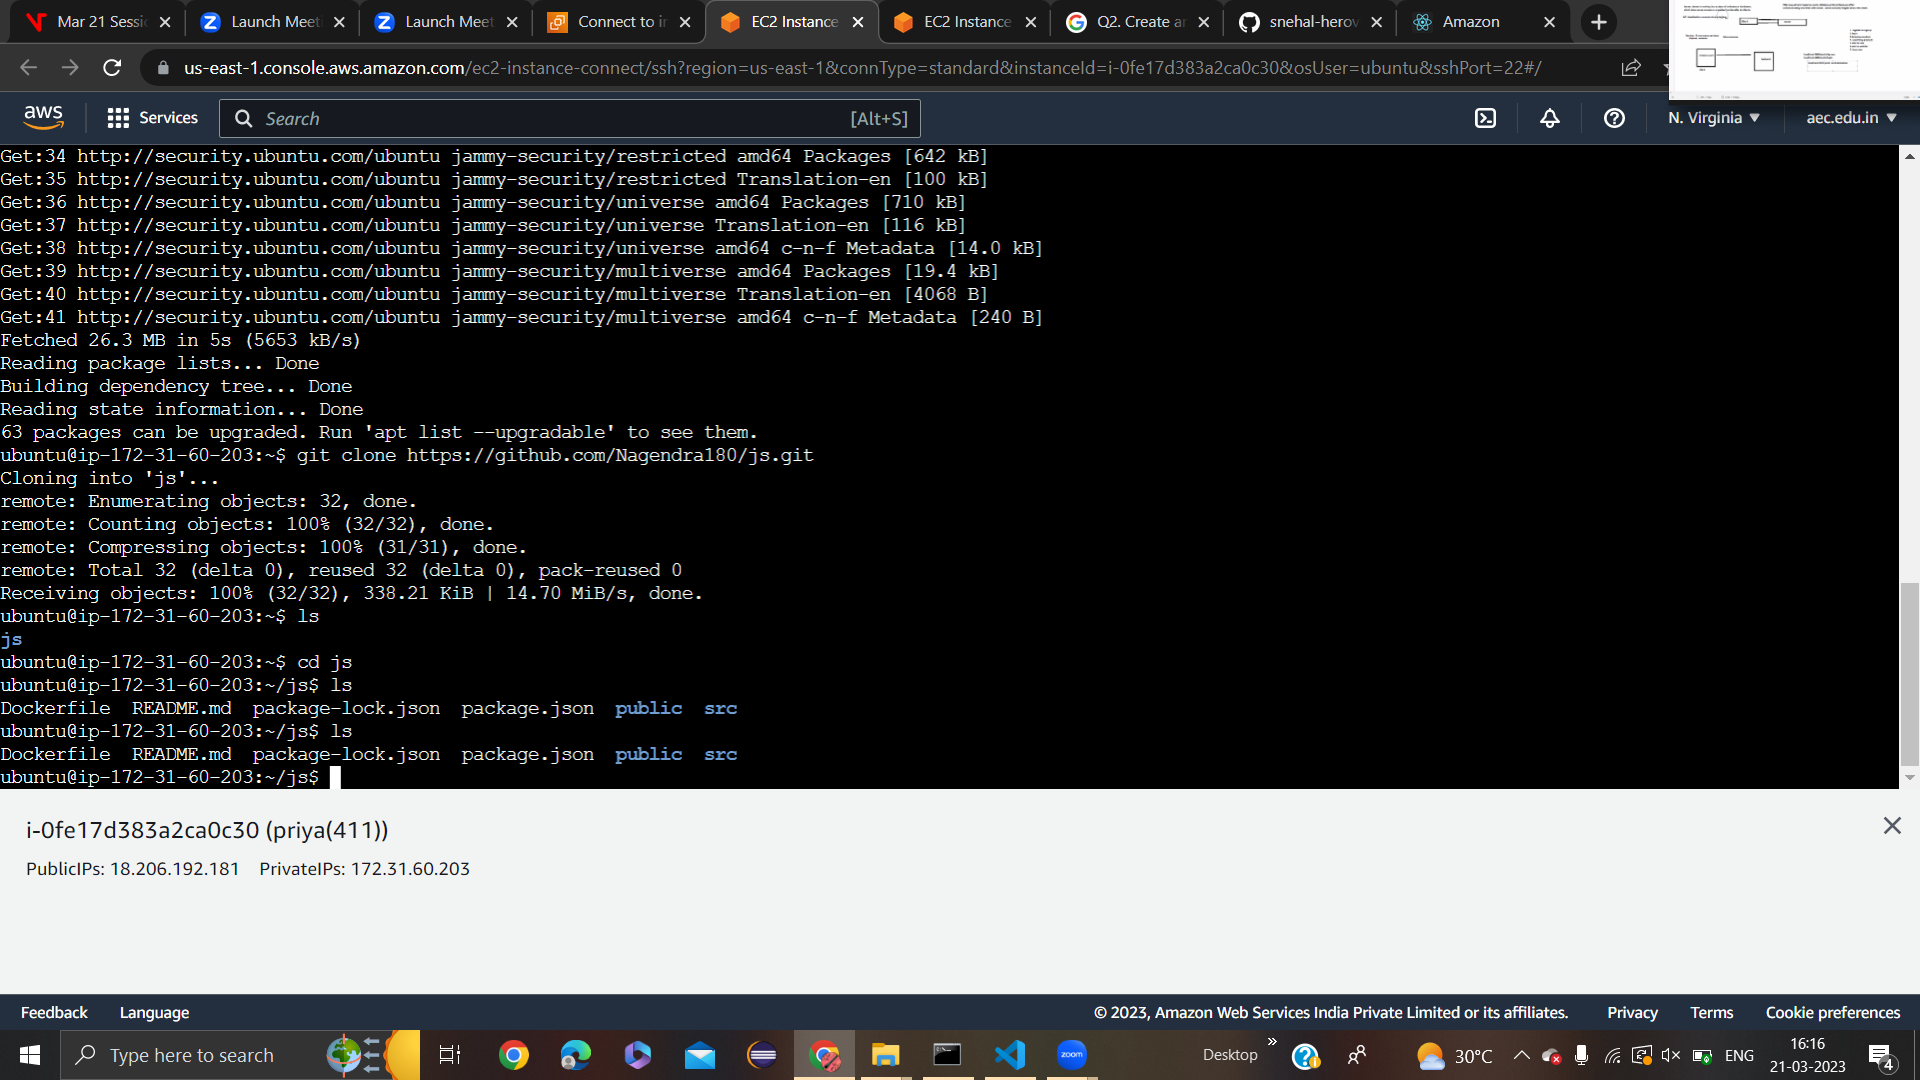 Mar 21 Sessi
Launch Meet
Launch Meet
Connect to in
EC2 Instance
EC2 Instance
Q2. Create an
snehal-herov
Amazon
us-east-1.console.aws.amazon.com/ec2-instance-connect/ssh?region=us-east-1&connType=standard&instanceId=i-0fe17d383a2ca0c30&osUser=ubuntu&sshPort=22#/
aws
Services
Search
[Alt+S]
N. Virginia
aec.edu.in
Get:34 http://security.ubuntu.com/ubuntu jammy-security/restricted amd64 Packages [642 kB]
Get:35 http://security.ubuntu.com/ubuntu jammy-security/restricted Translation-en [100 kB]
Get:36 http://security.ubuntu.com/ubuntu jammy-security/universe amd64 Packages [710 kB]
Get:37 http://security.ubuntu.com/ubuntu jammy-security/universe Translation-en [116 kB]
Get:38 http://security.ubuntu.com/ubuntu jammy-security/universe amd64 c-n-f Metadata [14.0 kB]
Get:39 http://security.ubuntu.com/ubuntu jammy-security/multiverse amd64 Packages [19.4 kB]
Get:40 http://security.ubuntu.com/ubuntu jammy-security/multiverse Translation-en [4068 B]
Get:41 http://security.ubuntu.com/ubuntu jammy-security/multiverse amd64 c-n-f Metadata [240 B]
Fetched 26.3 MB in 5s (5653 kB/s)
Reading package lists... Done
Building dependency tree... Done
Reading state information... Done
63 packages can be upgraded. Run 'apt list --upgradable' to see them.
ubuntu@ip-172-31-60-203:~$ git clone https://github.com/Nagendra180/js.git
Cloning into 'js'...
remote: Enumerating objects: 32, done.
remote: Counting objects: 100% (32/32), done.
remote: Compressing objects: 100% (31/31), done.
remote: Total 32 (delta 0), reused 32 (delta 0), pack-reused 0
Receiving objects: 100% (32/32), 338.21 KiB | 14.70 MiB/s, done.
ubuntu@ip-172-31-60-203:~$ ls
js
ubuntu@ip-172-31-60-203:~$ cd js
ubuntu@ip-172-31-60-203:~/js$ ls
Dockerfile  README.md  package-lock.json  package.json  public  src
ubuntu@ip-172-31-60-203:~/js$ ls
Dockerfile  README.md  package-lock.json  package.json  public  src
ubuntu@ip-172-31-60-203:~/js$
i-0fe17d383a2ca0c30 (priya(411))
PublicIPs: 18.206.192.181    PrivateIPs: 172.31.60.203
Feedback
Language
© 2023, Amazon Web Services India Private Limited or its affiliates.
Privacy
Terms
Cookie preferences
Type here to search
zoom
Desktop
30°C
ENG
16:16
21-03-2023
4